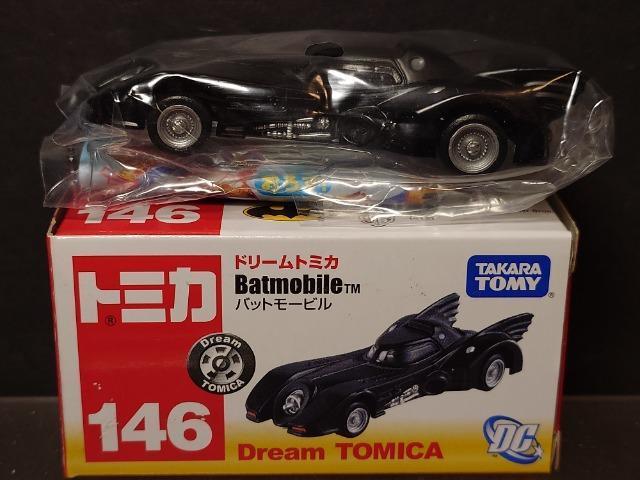 146
トミカ
®
ドリームトミカ
Batmobile™
バットモービル
TAKARA
TOMY
®
Dream
TOMICA
146
Dream TOMICA
DC